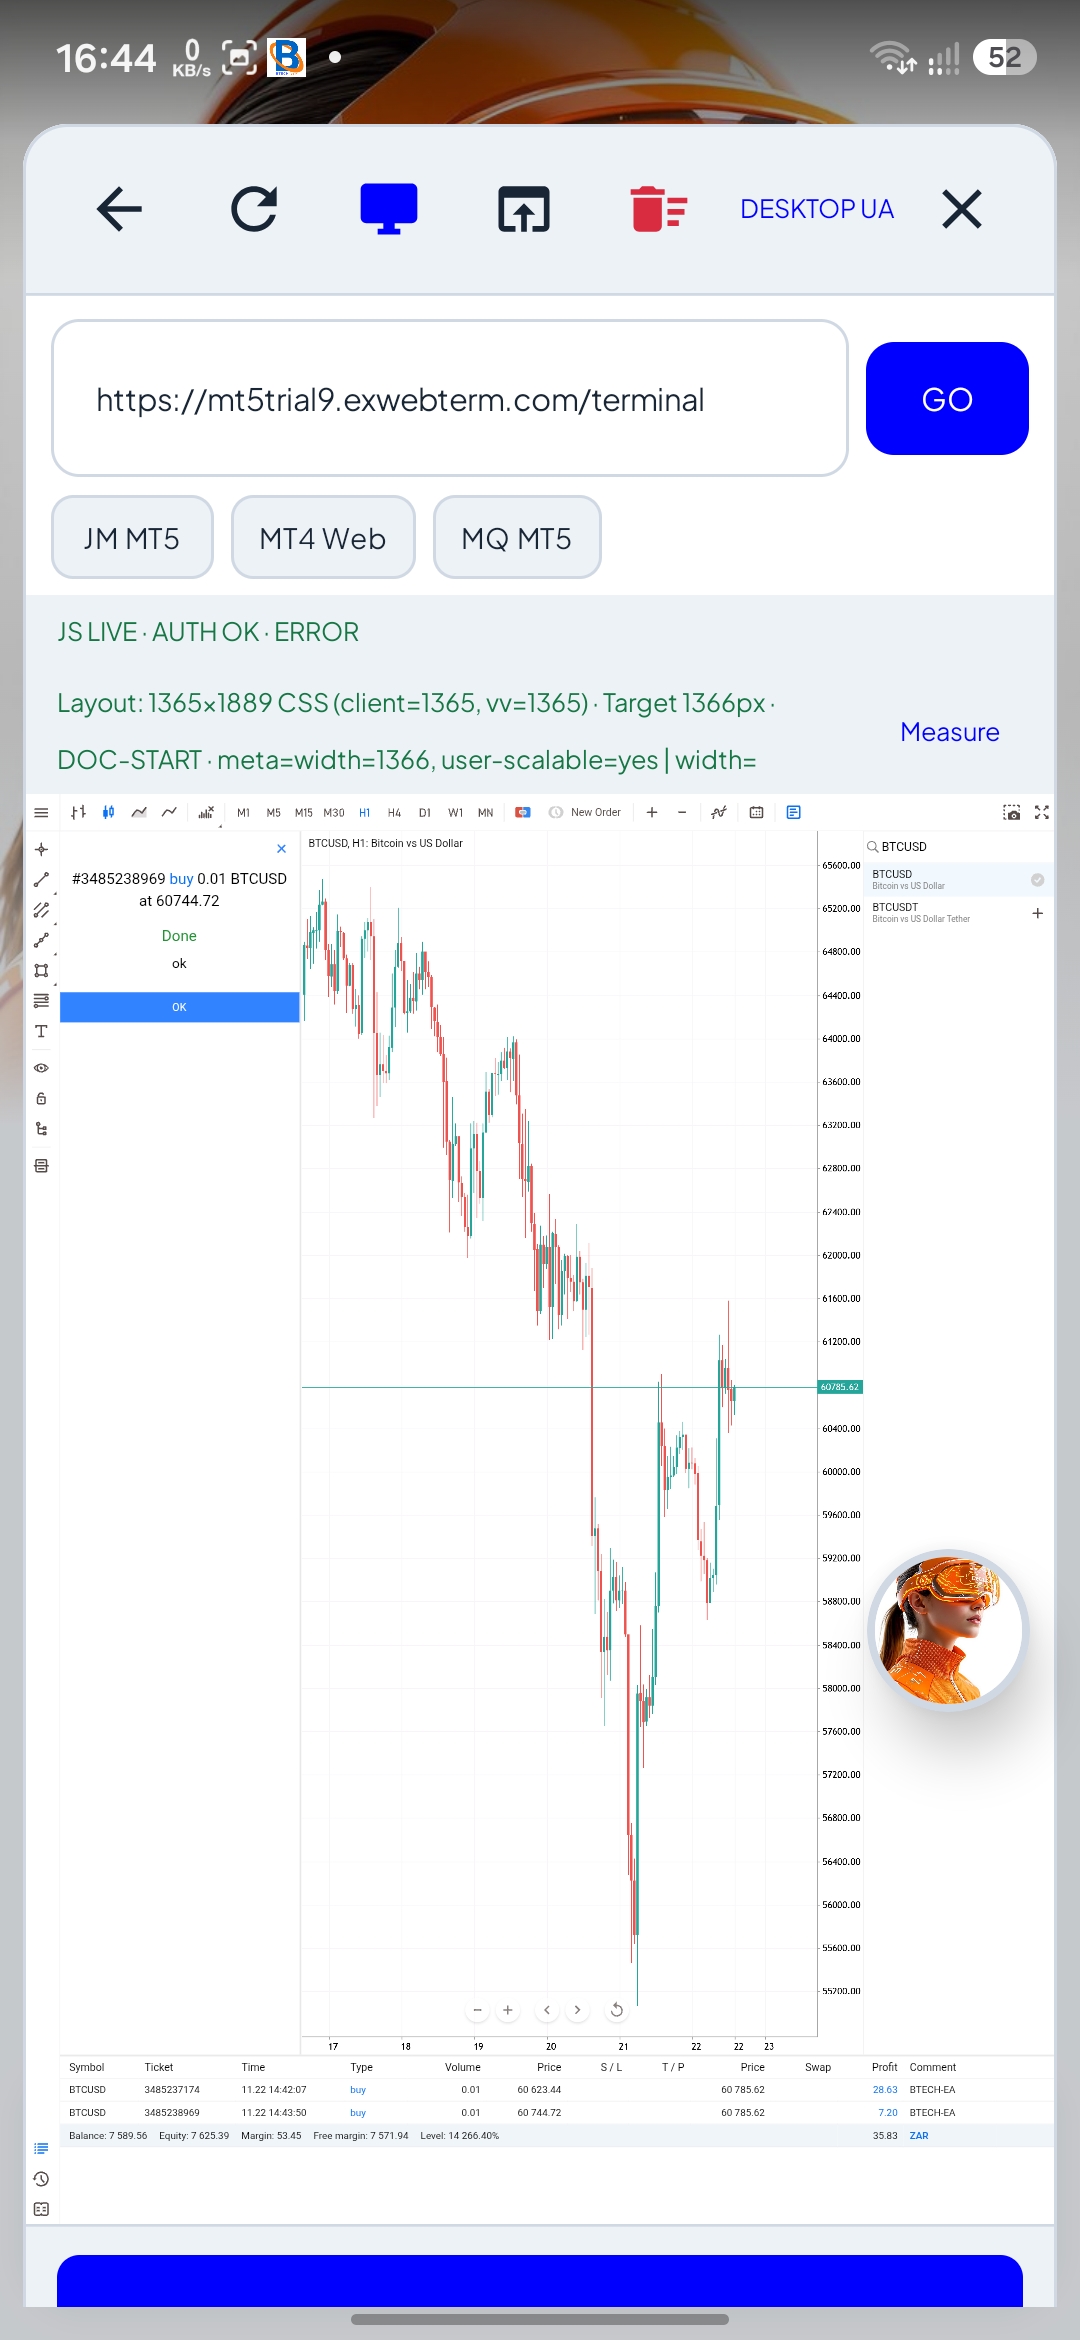 16:44 0 KB/s B 52
DESKTOP UA
https://mt5trial9.exwebterm.com/terminal GO
JM MT5 MT4 Web MQ MT5
JS LIVE · AUTH OK · ERROR
Layout: 1365×1889 CSS (client=1365, vv=1365) · Target 1366px ·
DOC-START · meta=width=1366, user-scalable=yes | width=
Measure
M1 M5 M15 M30 H1 H4 D1 W1 MN New Order
#3485238969 buy 0.01 BTCUSD
at 60744.72
Done
ok
OK
BTCUSD, H1: Bitcoin vs US Dollar
65600.00
65200.00
64800.00
64400.00
64000.00
63600.00
63200.00
62800.00
62400.00
62000.00
61600.00
61200.00
60785.62
60400.00
60000.00
59600.00
59200.00
58800.00
58400.00
58000.00
57600.00
57200.00
56800.00
56400.00
56000.00
55600.00
55200.00
17 18 19 20 21 22 22 23
BTCUSD
BTCUSD
Bitcoin vs US Dollar
BTCUSDT
Bitcoin vs US Dollar Tether
Symbol Ticket Time Type Volume Price S / L T / P Price Swap Profit Comment
BTCUSD 3485237174 11.22 14:42:07 buy 0.01 60 623.44 60 785.62 28.63 BTECH-EA
BTCUSD 3485238969 11.22 14:43:50 buy 0.01 60 744.72 60 785.62 7.20 BTECH-EA
Balance: 7 589.56 Equity: 7 625.39 Margin: 53.45 Free margin: 7 571.94 Level: 14 266.40% 35.83 ZAR